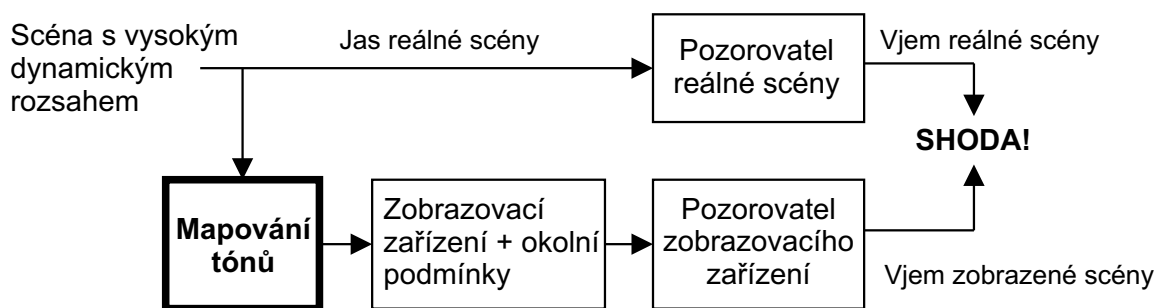 Scéna s vysokým
dynamickým
rozsahem
Jas reálné scény
Pozorovatel
reálné scény
Vjem reálné scény
SHODA!
Mapování
tónů
Zobrazovací
zařízení + okolní
podmínky
Pozorovatel
zobrazovacího
zařízení
Vjem zobrazené scény